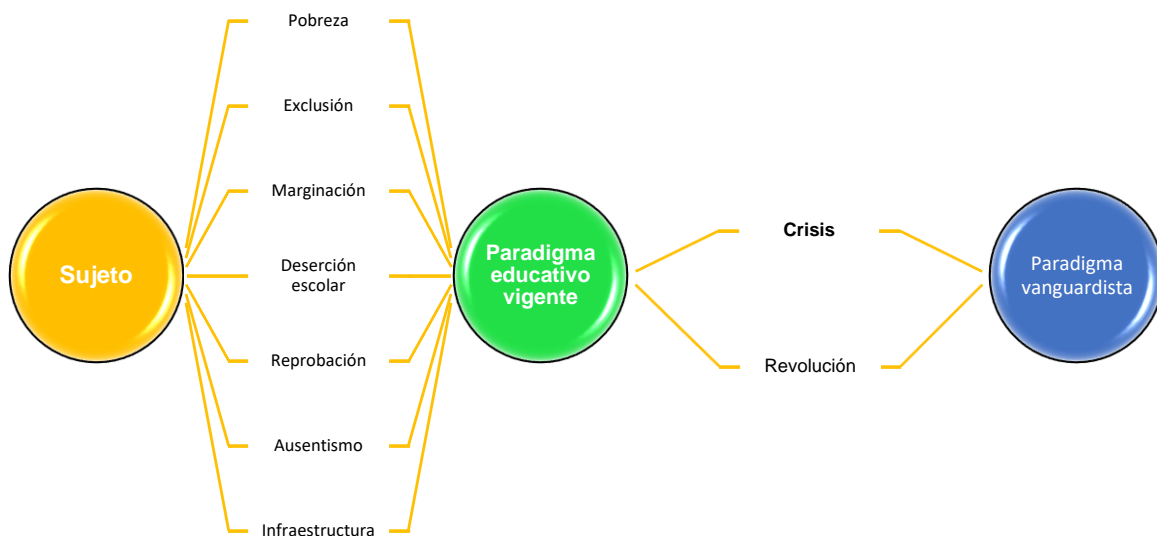 Pobreza
Exclusión
Marginación
Deserción
escolar
Reprobación
Ausentismo
Infraestructura
Sujeto
Paradigma
educativo
vigente
Crisis
Revolución
Paradigma
vanguardista